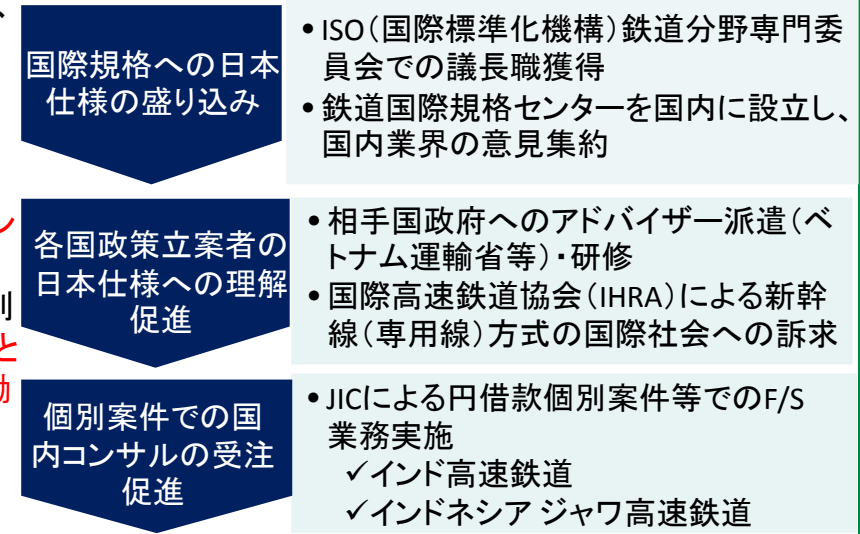 、
国際規格への日本
仕様の盛り込み
•ISO(国際標準化機構)鉄道分野専門委
員会での議長職獲得
•鉄道国際規格センターを国内に設立し、
国内業界の意見集約
ン
各国政策立案者の
日本仕様への理解
促進
•相手国政府へのアドバイザー派遣(ベ
トナム運輸省等)・研修
•国際高速鉄道協会(IHRA)による新幹
線(専用線)方式の国際社会への訴求
と
個別案件での国
内コンサルの受注
促進
•JICによる円借款個別案件等でのF/S
業務実施
✓インド高速鉄道
✓インドネシア ジャワ高速鉄道